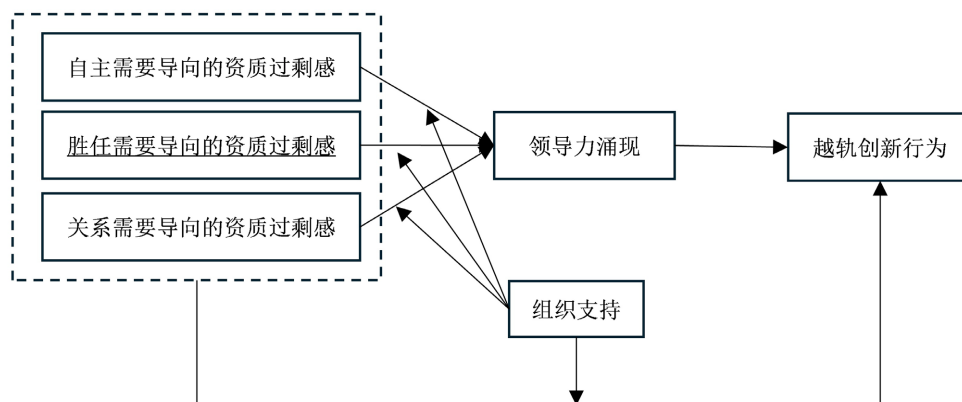 自主需要导向的资质过剩感
胜任需要导向的资质过剩感
关系需要导向的资质过剩感
领导力涌现
越轨创新行为
组织支持